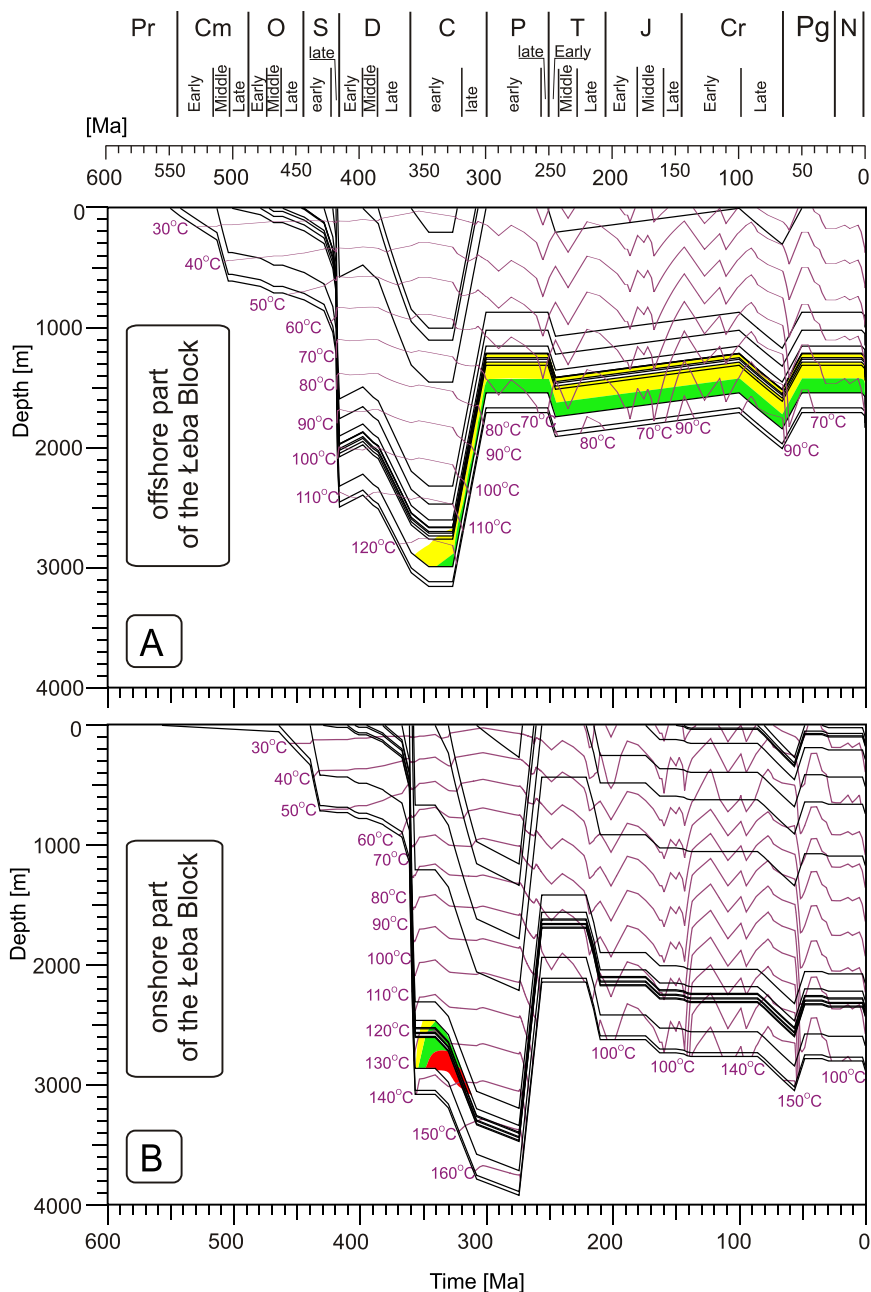 Pr Cm O S D C P T J Cr Pg N
late late Early
Early Middle Late Early Middle Late early Early Middle Late early late early Middle Late Early Middle Late Early Late
[Ma]
600 550 500 450 400 350 300 250 200 150 100 50 0
0
30°C
40°C
50°C
60°C
70°C
80°C
90°C
100°C
110°C
120°C
80°C 70°C
90°C
100°C
110°C
80°C 70°C 90°C
90°C 70°C
1000
2000
3000
4000
Depth [m]
offshore part
of the Łeba Block
A
0
30°C
40°C
50°C
60°C
70°C
80°C
90°C
100°C
110°C
120°C
130°C
140°C
150°C
160°C
100°C 100°C 140°C 150°C 100°C
1000
2000
3000
4000
Depth [m]
onshore part
of the Łeba Block
B
600 500 400 300 200 100 0
Time [Ma]